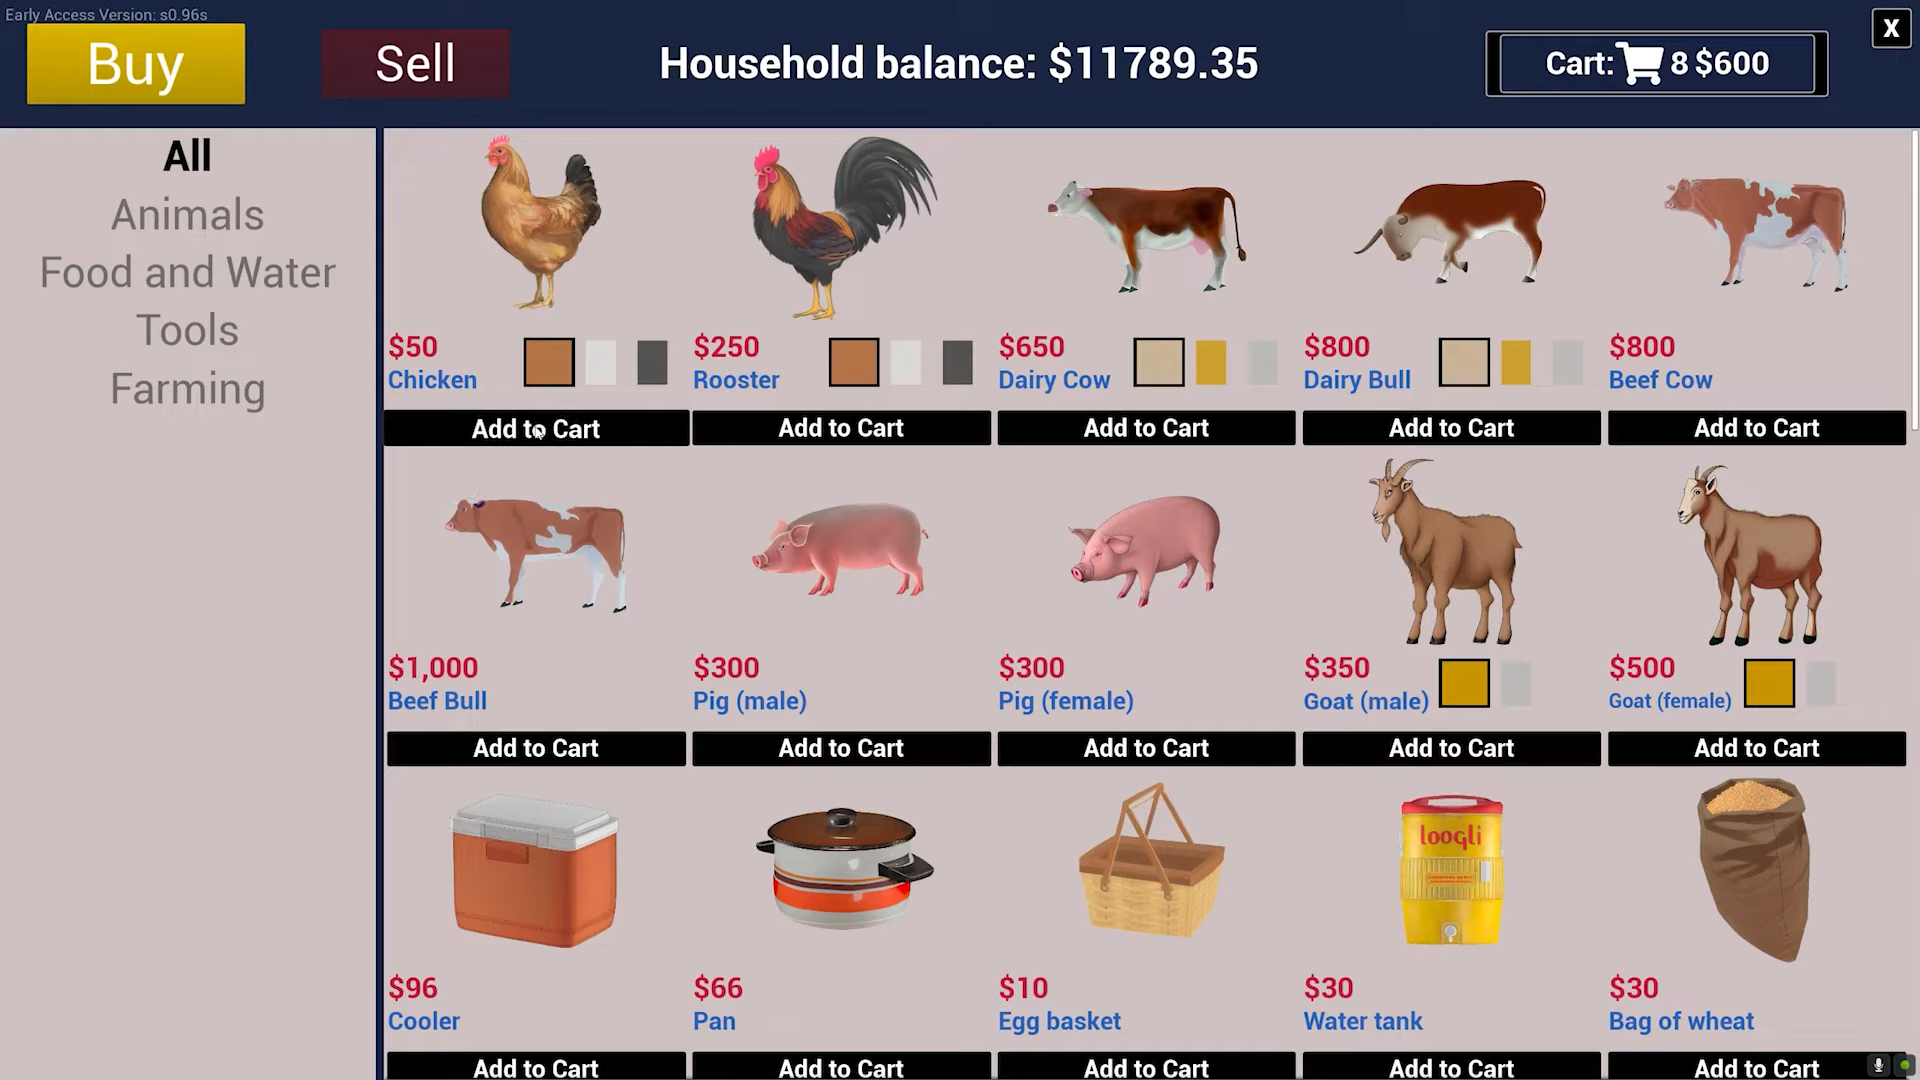 Early Access Version: s0.96s
Buy
Sell
Household balance: $11789.35
Cart: 8 $600
X
All
Animals
Food and Water
Tools
Farming
$50
Chicken
Add to Cart
$250
Rooster
Add to Cart
$650
Dairy Cow
Add to Cart
$800
Dairy Bull
Add to Cart
$800
Beef Cow
Add to Cart
$1,000
Beef Bull
Add to Cart
$300
Pig (male)
Add to Cart
$300
Pig (female)
Add to Cart
$350
Goat (male)
Add to Cart
$500
Goat (female)
Add to Cart
$96
Cooler
Add to Cart
$66
Pan
Add to Cart
$10
Egg basket
Add to Cart
looqli
$30
Water tank
Add to Cart
$30
Bag of wheat
Add to Cart